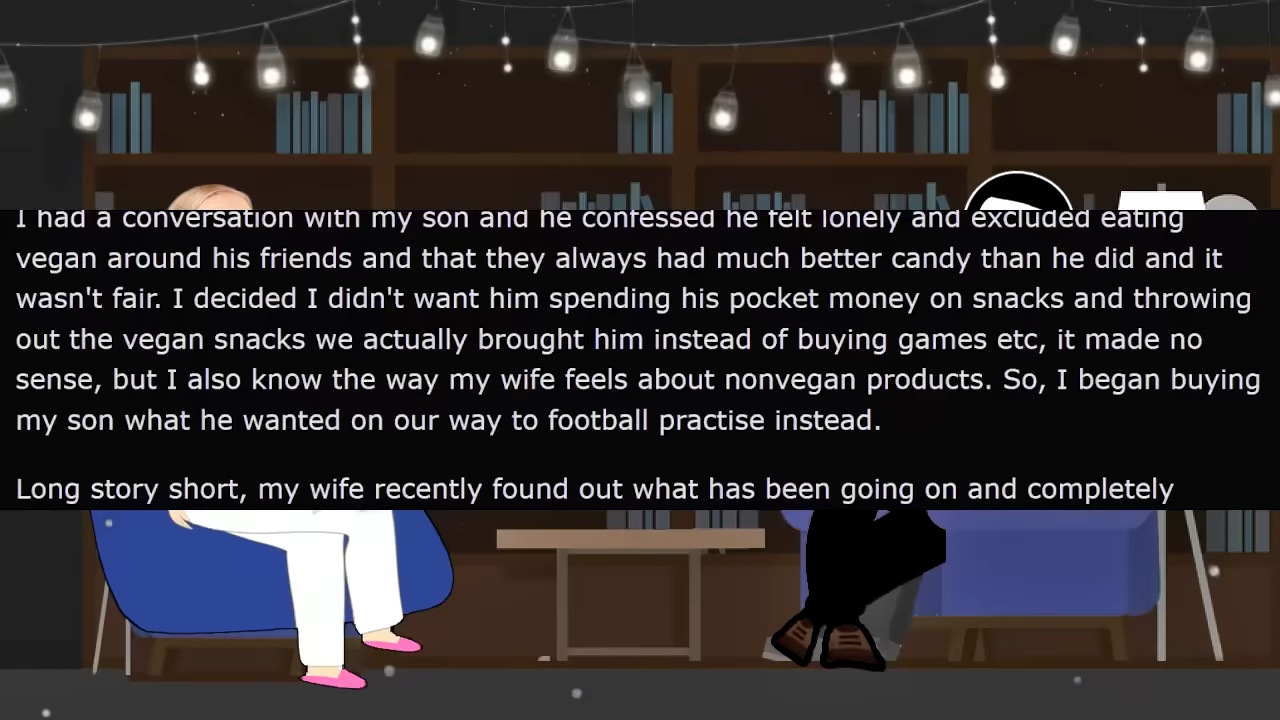 I had a conversation with my son and he confessed he felt lonely and excluded eating
vegan around his friends and that they always had much better candy than he did and it
wasn't fair. I decided I didn't want him spending his pocket money on snacks and throwing
out the vegan snacks we actually brought him instead of buying games etc, it made no
sense, but I also know the way my wife feels about nonvegan products. So, I began buying
my son what he wanted on our way to football practise instead.
Long story short, my wife recently found out what has been going on and completely